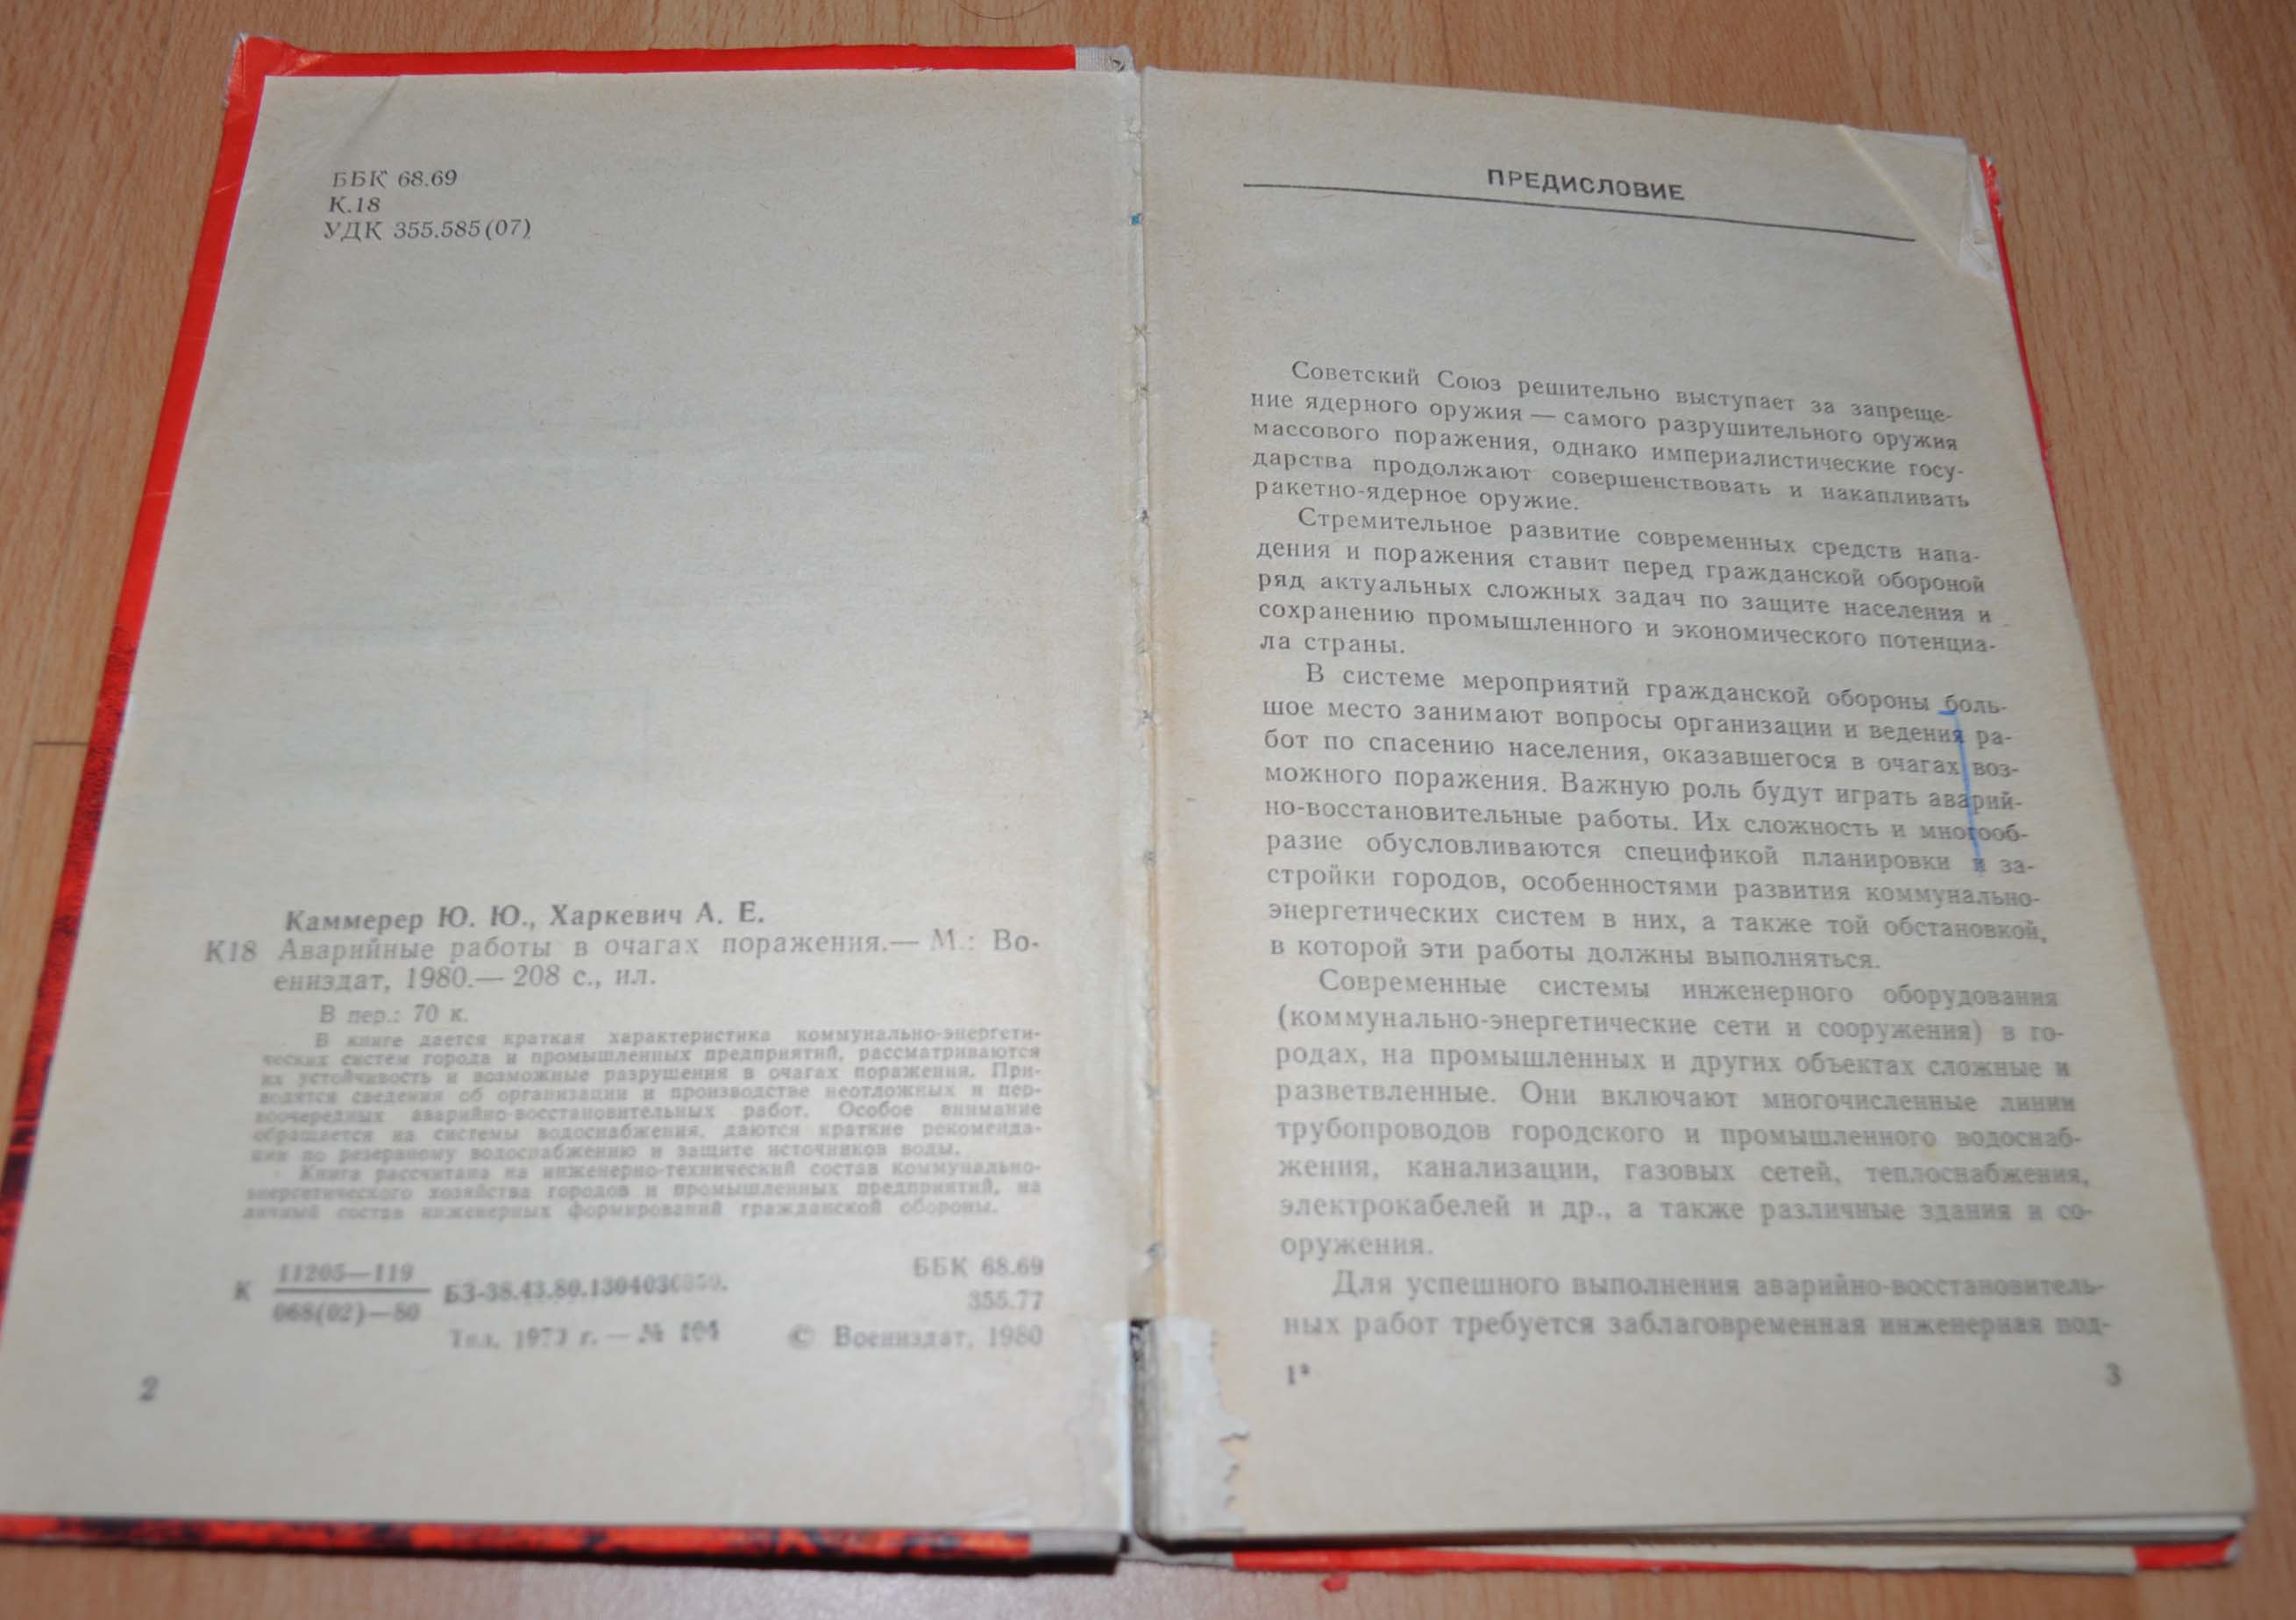 ББК 68.69
К.18
УДК 355.585(07)
Каммерер Ю. Ю., Харкевич А. Е.
К18 Аварийные работы в очагах поражения.— М.: Во-
ениздат, 1980.— 208 с., ил.
В пер.: 70 к.
В книге дается краткая характеристика коммунально-энергети-
ческих систем города и промышленных предприятий, рассматриваются
их устойчивость и возможные разрушения в очагах поражения. При-
водятся сведения об организации и производстве неотложных и пер-
воочередных аварийно-восстановительных работ. Особое внимание
обращается на системы водоснабжения, даются краткие рекоменда-
ции по резервному водоснабжению и защите источников воды.
Книга рассчитана на инженерно-технический состав коммунально-
энергетического хозяйства городов и промышленных предприятий, на
личный состав инженерных формирований гражданской обороны.
К 11205—119
068(02)—80
БЗ-38.43.80.
ББК 68.69
355.77
© Воениздат, 1980
2
ПРЕДИСЛОВИЕ
Советский Союз решительно выступает за запреще-
ние ядерного оружия — самого разрушительного оружия
массового поражения, однако империалистические госу-
дарства продолжают совершенствовать и накапливать
ракетно-ядерное оружие.
Стремительное развитие современных средств напа-
дения и поражения ставит перед гражданской обороной
ряд актуальных сложных задач по защите населения и
сохранению промышленного и экономического потенциа-
ла страны.
В системе мероприятий гражданской обороны боль-
шое место занимают вопросы организации и ведения ра-
бот по спасению населения, оказавшегося в очагах воз-
можного поражения. Важную роль будут играть аварий-
но-восстановительные работы. Их сложность и многооб-
разие обусловливаются спецификой планировки и за-
стройки городов, особенностями развития коммунально-
энергетических систем в них, а также той обстановкой,
в которой эти работы должны выполняться.
Современные системы инженерного оборудования
(коммунально-энергетические сети и сооружения) в го-
родах, на промышленных и других объектах сложные и
разветвленные. Они включают многочисленные линии
трубопроводов городского и промышленного водоснаб-
жения, канализации, газовых сетей, теплоснабжения,
электрокабелей и др., а также различные здания и со-
оружения.
Для успешного выполнения аварийно-восстановитель-
ных работ требуется заблаговременная инженерная под-
1*
3